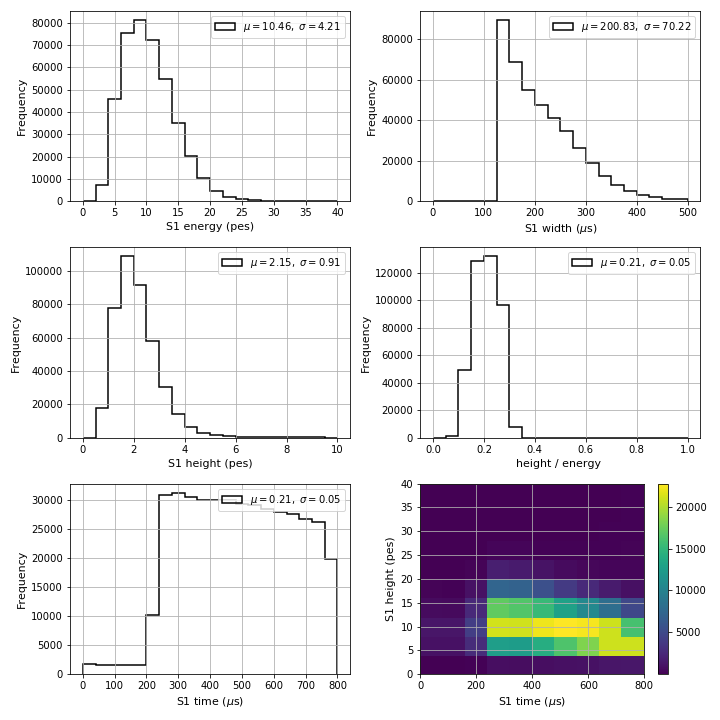 80000
70000
60000
50000
40000
30000
20000
10000
0
Frequency
μ = 10.46, σ = 4.21
0 5 10 15 20 25 30 35 40
S1 energy (pes)
80000
60000
40000
20000
0
Frequency
μ = 200.83, σ = 70.22
0 100 200 300 400 500
S1 width (μs)
100000
80000
60000
40000
20000
0
Frequency
μ = 2.15, σ = 0.91
0 2 4 6 8 10
S1 height (pes)
120000
100000
80000
60000
40000
20000
0
Frequency
μ = 0.21, σ = 0.05
0.0 0.2 0.4 0.6 0.8 1.0
height / energy
30000
25000
20000
15000
10000
5000
0
Frequency
μ = 0.21, σ = 0.05
0 100 200 300 400 500 600 700 800
S1 time (μs)
40
35
30
25
20
15
10
5
0
S1 height (pes)
0 200 400 600 800
S1 time (μs)
20000
15000
10000
5000